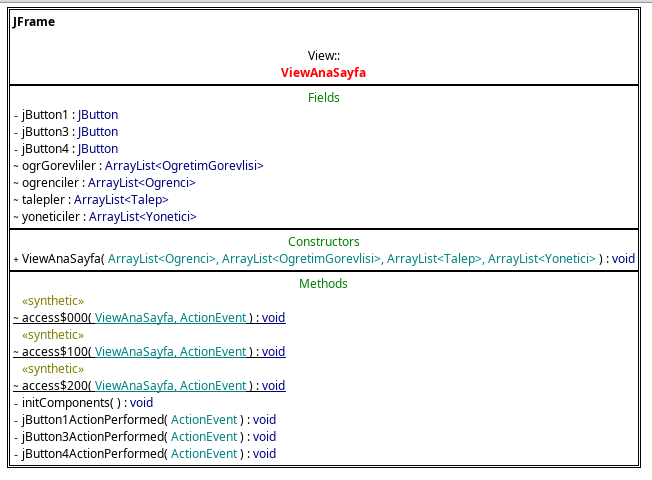 JFrame
View::
ViewAnaSayfa
Fields
- jButton1 : JButton
- jButton3 : JButton
- jButton4 : JButton
~ ogrGorevliler : ArrayList<OgretimGorevlisi>
~ ogrenciler : ArrayList<Ogrenci>
~ talepler : ArrayList<Talep>
~ yoneticiler : ArrayList<Yonetici>
Constructors
+ ViewAnaSayfa( ArrayList<Ogrenci>, ArrayList<OgretimGorevlisi>, ArrayList<Talep>, ArrayList<Yonetici> ) : void
Methods
«synthetic»
~ access$000( ViewAnaSayfa, ActionEvent ) : void
«synthetic»
~ access$100( ViewAnaSayfa, ActionEvent ) : void
«synthetic»
~ access$200( ViewAnaSayfa, ActionEvent ) : void
- initComponents( ) : void
- jButton1ActionPerformed( ActionEvent ) : void
- jButton3ActionPerformed( ActionEvent ) : void
- jButton4ActionPerformed( ActionEvent ) : void